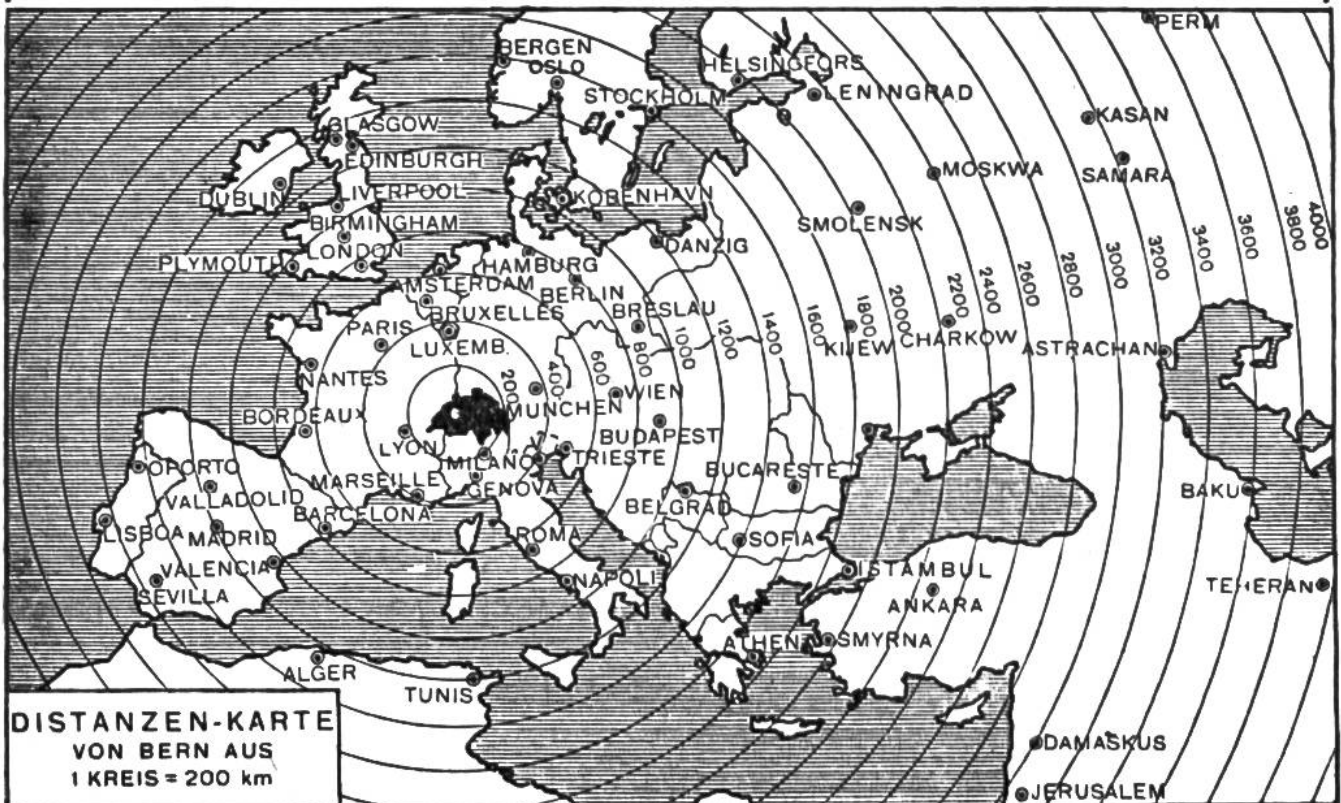 PERM
BERGEN
OSLO
HELSINGFORS
STOCKHOLM
LENINGRAD
KASAN
GLASGOW
EDINBURGH
MOSKWA
SAMARA
DUBLIN
LIVERPOOL
KOBENHAVN
BIRMINGHAM
SMOLENSK
LONDON
DANZIG
PLYMOUTH
HAMBURG
AMSTERDAM
BERLIN
BRUXELLES
BRESLAU
PARIS
LUXEMB.
KIJEW
CHARKOW
ASTRACHAN
200
400
600
800
1000
1200
1400
1600
1800
2000
2200
2400
2600
2800
3000
3200
3400
3600
3800
4000
NANTES
WIEN
MUNCHEN
BORDEAUX
LYON
BUDAPEST
MILANO
TRIESTE
OPORTO
BUCARESTE
MARSEILLE
GENOVA
VALLADOLID
BAKU
BARCELONA
BELGRAD
LISBOA
MADRID
ROMA
SOFIA
VALENCIA
NAPOLI
ISTAMBUL
SEVILLA
ANKARA
TEHERAN
ATHEN
SMYRNA
ALGER
TUNIS
DISTANZEN-KARTE
VON BERN AUS
1 KREIS = 200 km
DAMASKUS
JERUSALEM